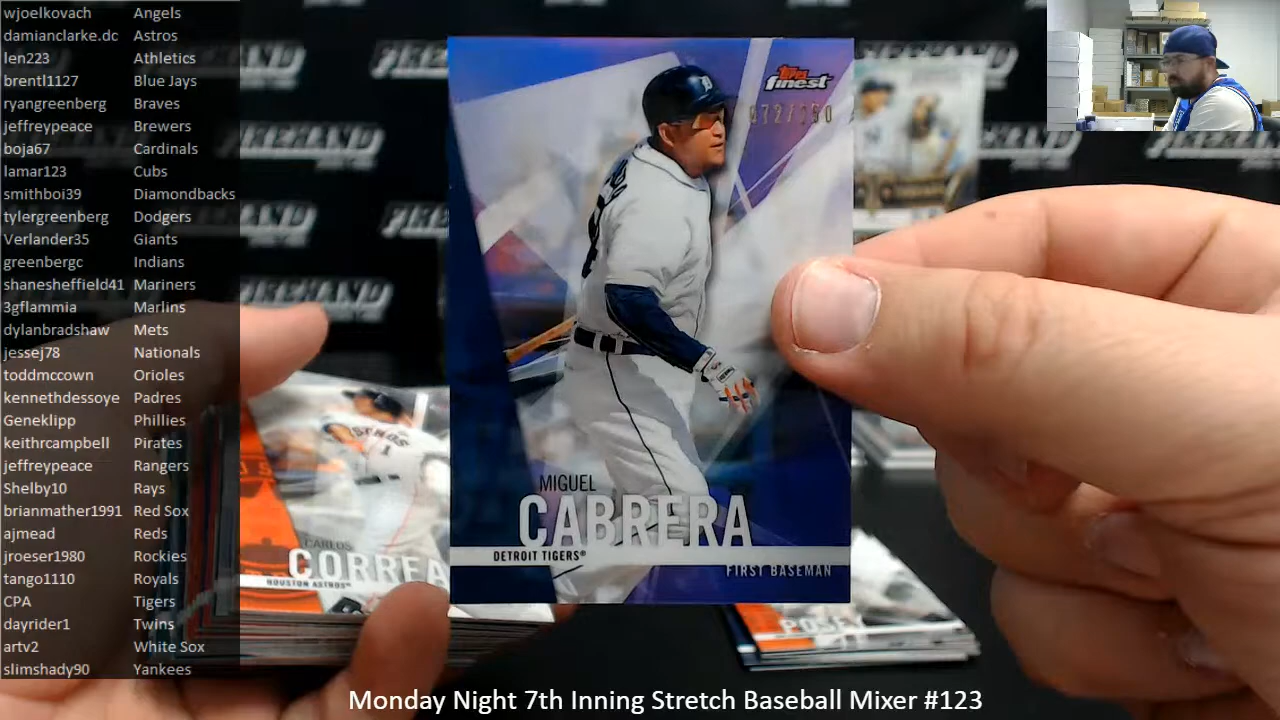 wjoelkovach Angels
damianclarke.dc Astros
len223 Athletics
brentl1127 Blue Jays
ryangreenberg Braves
jeffreypeace Brewers
boja67 Cardinals
lamar123 Cubs
smithboi39 Diamondbacks
tylergreenberg Dodgers
Verlander35 Giants
greenbergc Indians
shanesheffield41 Mariners
3gflammia Marlins
dylanbradshaw Mets
jessej78 Nationals
toddmccown Orioles
kennethdessoye Padres
Geneklipp Phillies
keithrcampbell Pirates
jeffreypeace Rangers
Shelby10 Rays
brianmather1991 Red Sox
ajmead Reds
jroeser1980 Rockies
tango1110 Royals
CPA Tigers
dayrider1 Twins
artv2 White Sox
slimshady90 Yankees
Topps
finest
072/150
MIGUEL
CABRERA
DETROIT TIGERS®
FIRST BASEMAN
CARLOS
CORREA
HOUSTON ASTROS®
POSEY
FIREHAND
Monday Night 7th Inning Stretch Baseball Mixer #123